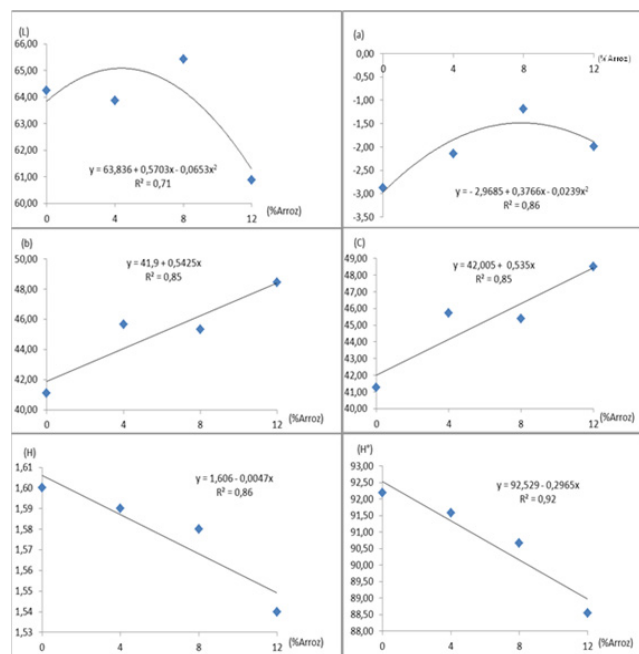 (L)
66,00
65,00
64,00
63,00
62,00
61,00
60,00
0 4 8 12 (%Arroz)
y = 63,836 + 0,5703x - 0,0653x²
R² = 0,71
(a)
0,00
-0,50
-1,00
-1,50
-2,00
-2,50
-3,00
-3,50
0 4 8 12
(% Arroz)
y = - 2,9685 + 0,3766x - 0,0239x²
R² = 0,86
(b)
50,00
48,00
46,00
44,00
42,00
40,00
0 4 8 12 (%Arroz)
y = 41,9 + 0,5425x
R² = 0,85
(C)
49,00
48,00
47,00
46,00
45,00
44,00
43,00
42,00
41,00
40,00
0 4 8 12 (%Arroz)
y = 42,005 + 0,535x
R² = 0,85
(H)
1,61
1,60
1,59
1,58
1,57
1,56
1,55
1,54
1,53
0 4 8 12 (%Arroz)
y = 1,606 - 0,0047x
R² = 0,86
(H°)
93,00
92,50
92,00
91,50
91,00
90,50
90,00
89,50
89,00
88,50
88,00
0 4 8 12 (%Arroz)
y = 92,529 - 0,2965x
R² = 0,92